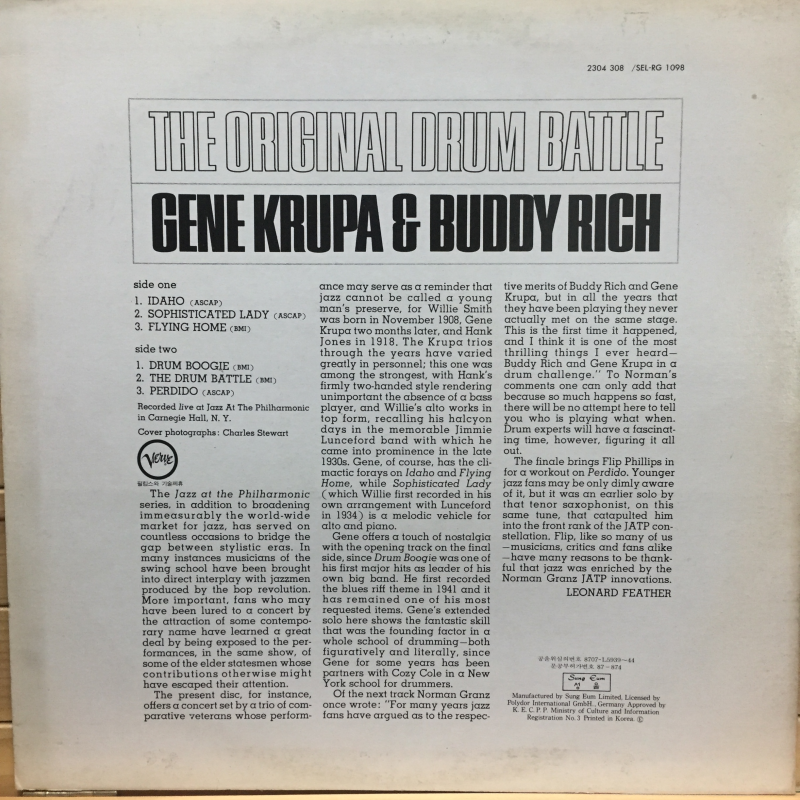 2304 308 /SEL-RG 1098
THE ORIGINAL DRUM BATTLE
GENE KRUPA & BUDDY RICH
side one
1. IDAHO (ASCAP)
2. SOPHISTICATED LADY (ASCAP)
3. FLYING HOME (BMI)
side two
1. DRUM BOOGIE (BMI)
2. THE DRUM BATTLE (BMI)
3. PERDIDO (ASCAP)
Recorded live at Jazz At The Philharmonic
in Carnegie Hall, N. Y.
Cover photographs: Charles Stewart
Verve
필립스와 기술제휴
The Jazz at the Philharmonic
series, in addition to broadening
immeasurably the world-wide
market for jazz, has served on
countless occasions to bridge the
gap between stylistic eras. In
many instances musicians of the
swing school have been brought
into direct interplay with jazzmen
produced by the bop revolution.
More important, fans who may
have been lured to a concert by
the attraction of some contempo-
rary name have learned a great
deal by being exposed to the per-
formances, in the same show, of
some of the elder statesmen whose
contributions otherwise might
have escaped their attention.
The present disc, for instance,
offers a concert set by a trio of com-
parative veterans whose perform-
ance may serve as a reminder that
jazz cannot be called a young
man's preserve, for Willie Smith
was born in November 1908, Gene
Krupa two months later, and Hank
Jones in 1918. The Krupa trios
through the years have varied
greatly in personnel; this one was
among the strongest, with Hank's
firmly two-handed style rendering
unimportant the absence of a bass
player, and Willie's alto works in
top form, recalling his halcyon
days in the memorable Jimmie
Lunceford band with which he
came into prominence in the late
1930s. Gene, of course, has the cli-
mactic forays on Idaho and Flying
Home, while Sophisticated Lady
(which Willie first recorded in his
own arrangement with Lunceford
in 1934) is a melodic vehicle for
alto and piano.
Gene offers a touch of nostalgia
with the opening track on the final
side, since Drum Boogie was one of
his first major hits as leader of his
own big band. He first recorded
the blues riff theme in 1941 and it
has remained one of his most
requested items. Gene's extended
solo here shows the fantastic skill
that was the founding factor in a
whole school of drumming—both
figuratively and literally, since
Gene for some years has been
partners with Cozy Cole in a New
York school for drummers.
Of the next track Norman Granz
once wrote: "For many years jazz
fans have argued as to the respec-
tive merits of Buddy Rich and Gene
Krupa, but in all the years that
they have been playing they never
actually met on the same stage.
This is the first time it happened,
and I think it is one of the most
thrilling things I ever heard—
Buddy Rich and Gene Krupa in a
drum challenge." To Norman's
comments one can only add that
because so much happens so fast,
there will be no attempt here to tell
you who is playing what when.
Drum experts will have a fascinat-
ing time, however, figuring it all
out.
The finale brings Flip Phillips in
for a workout on Perdido. Younger
jazz fans may be only dimly aware
of it, but it was an earlier solo by
that tenor saxophonist, on this
same tune, that catapulted him
into the front rank of the JATP con-
stellation. Flip, like so many of us
—musicians, critics and fans alike
—have many reasons to be thank-
ful that jazz was enriched by the
Norman Granz JATP innovations.
LEONARD FEATHER
공윤위심의번호 8707-L5939~44
문공부허가번호 87-874
Sung Eum
성음
Manufactured by Sung Eum Limited, Licensed by
Polydor International GmbH., Germany Approved by
K. E. C. P. P. Ministry of Culture and Information
Registration No. 3 Printed in Korea. ⓒ